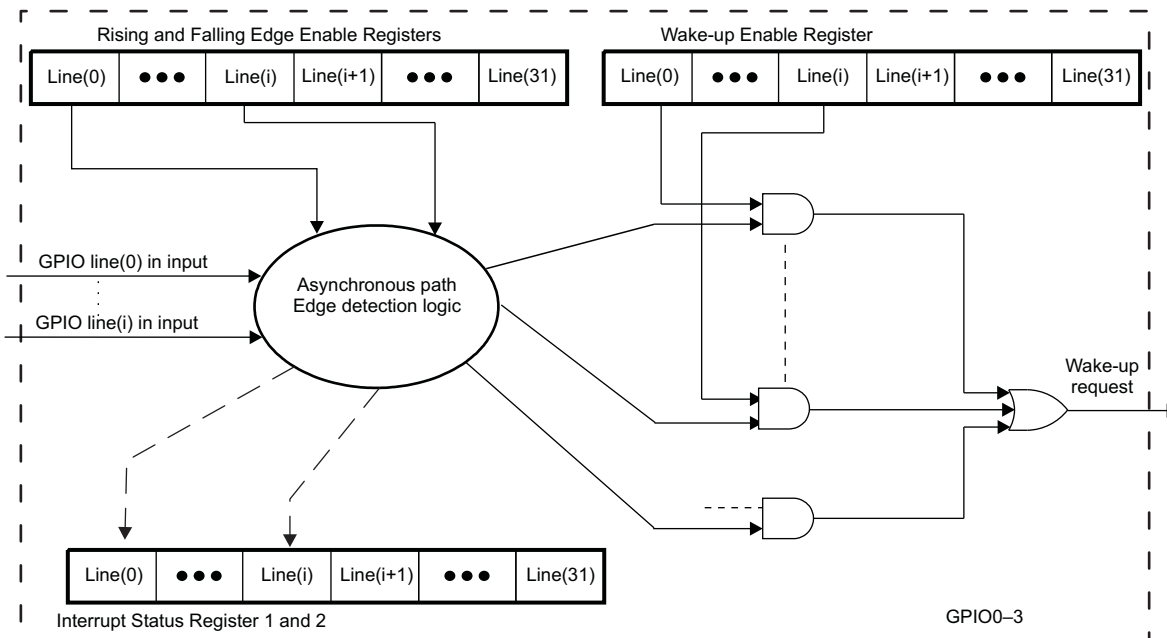 Rising and Falling Edge Enable Registers
Line(0) ●●● Line(i) Line(i+1) ●●● Line(31)
Wake-up Enable Register
Line(0) ●●● Line(i) Line(i+1) ●●● Line(31)
GPIO line(0) in input
GPIO line(i) in input
Asynchronous path
Edge detection logic
Wake-up
request
Line(0) ●●● Line(i) Line(i+1) ●●● Line(31)
Interrupt Status Register 1 and 2
GPIO0–3